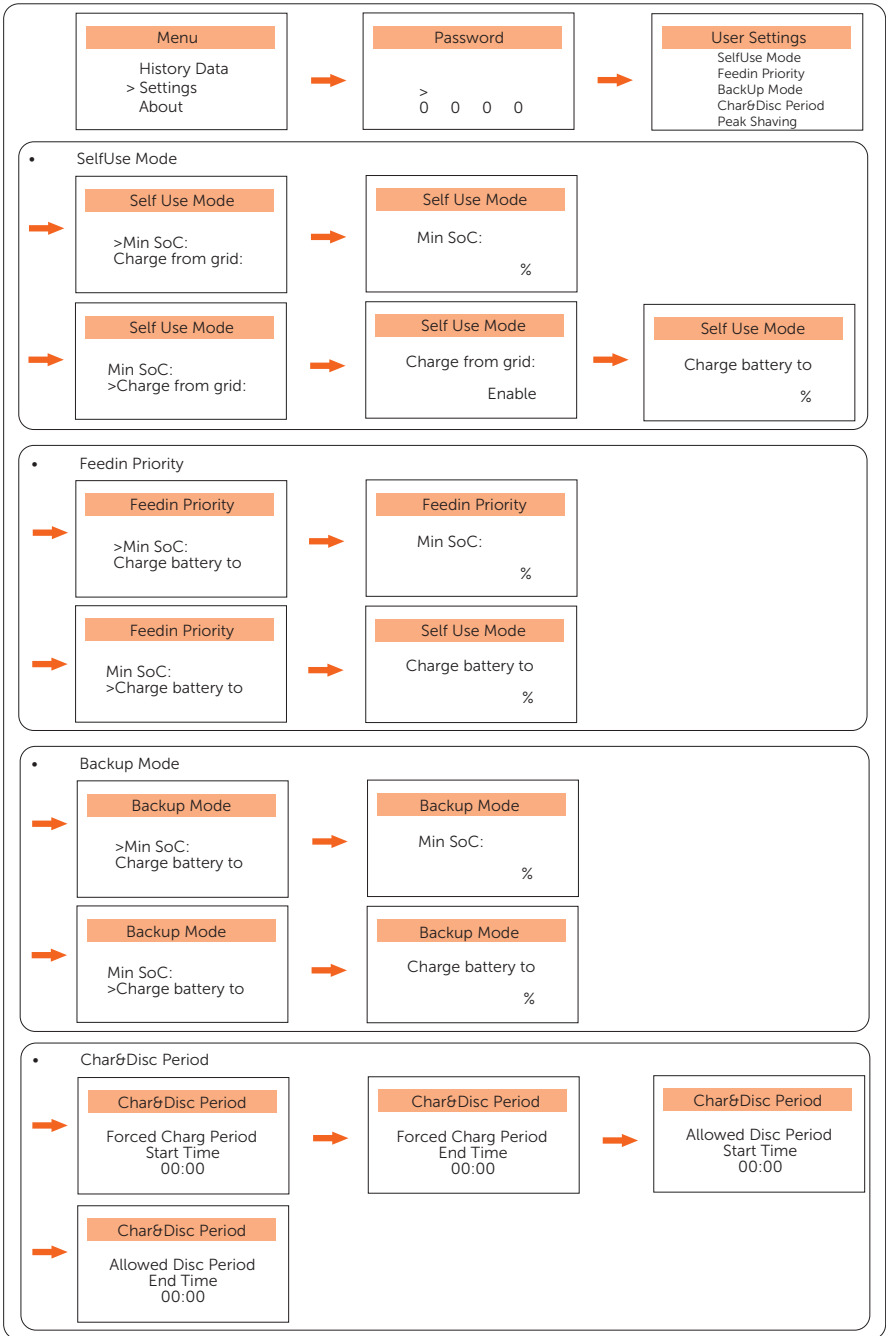 Menu
History Data
> Settings
About
Password
>
0 0 0 0
User Settings
SelfUse Mode
Feedin Priority
BackUp Mode
Char&Disc Period
Peak Shaving
• SelfUse Mode
Self Use Mode
>Min SoC:
Charge from grid:
Self Use Mode
Min SoC:
%
Self Use Mode
Min SoC:
>Charge from grid:
Self Use Mode
Charge from grid:
Enable
Self Use Mode
Charge battery to
%
• Feedin Priority
Feedin Priority
>Min SoC:
Charge battery to
Feedin Priority
Min SoC:
%
Feedin Priority
Min SoC:
>Charge battery to
Self Use Mode
Charge battery to
%
• Backup Mode
Backup Mode
>Min SoC:
Charge battery to
Backup Mode
Min SoC:
%
Backup Mode
Min SoC:
>Charge battery to
Backup Mode
Charge battery to
%
• Char&Disc Period
Char&Disc Period
Forced Charg Period
Start Time
00:00
Char&Disc Period
Forced Charg Period
End Time
00:00
Char&Disc Period
Allowed Disc Period
Start Time
00:00
Char&Disc Period
Allowed Disc Period
End Time
00:00